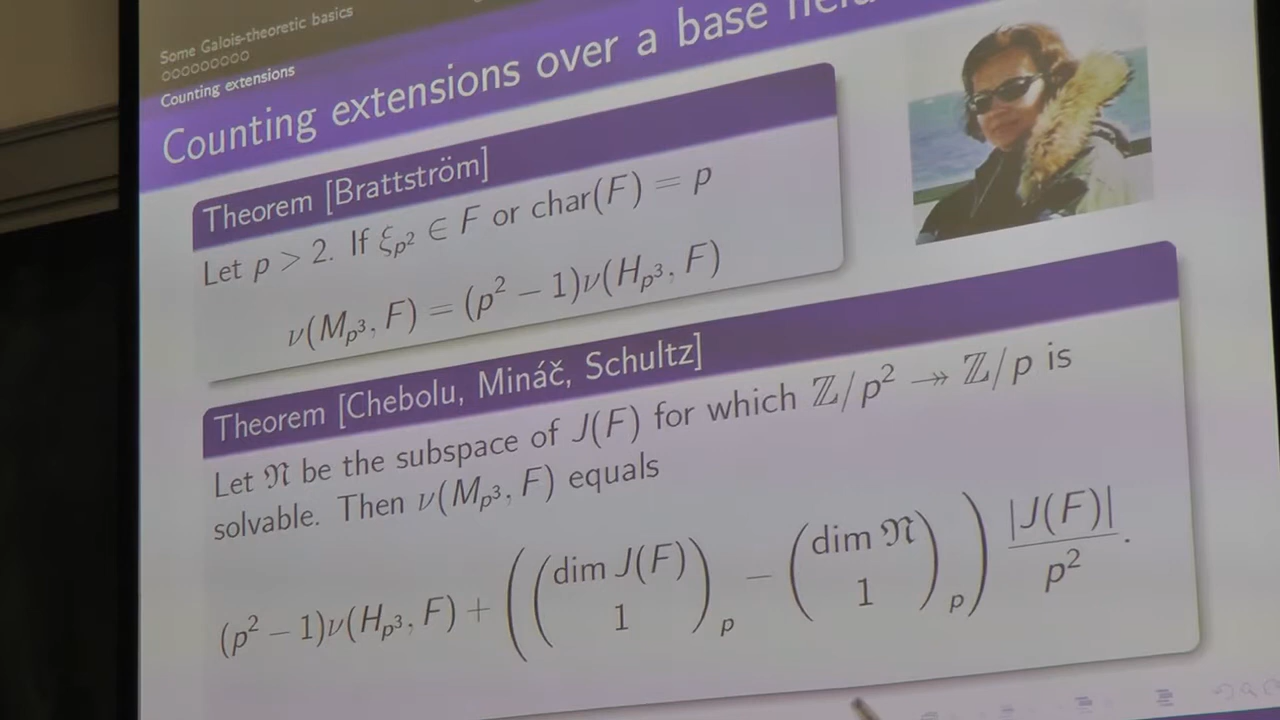 Some Galois-theoretic basics
Counting extensions
Counting extensions over a base field
Theorem [Brattström]
Let p > 2. If ξ_{p^2} ∈ F or char(F) = p
ν(M_{p^3}, F) = (p^2 − 1)ν(H_{p^3}, F)
Theorem [Chebolu, Mináč, Schultz]
Let 𝔑 be the subspace of J(F) for which ℤ/p^2 ↠ ℤ/p is
solvable. Then ν(M_{p^3}, F) equals
(p^2 − 1)ν(H_{p^3}, F) + ( \binom{dim J(F)}{1}_p − \binom{dim 𝔑}{1}_p ) |J(F)| / p^2 .